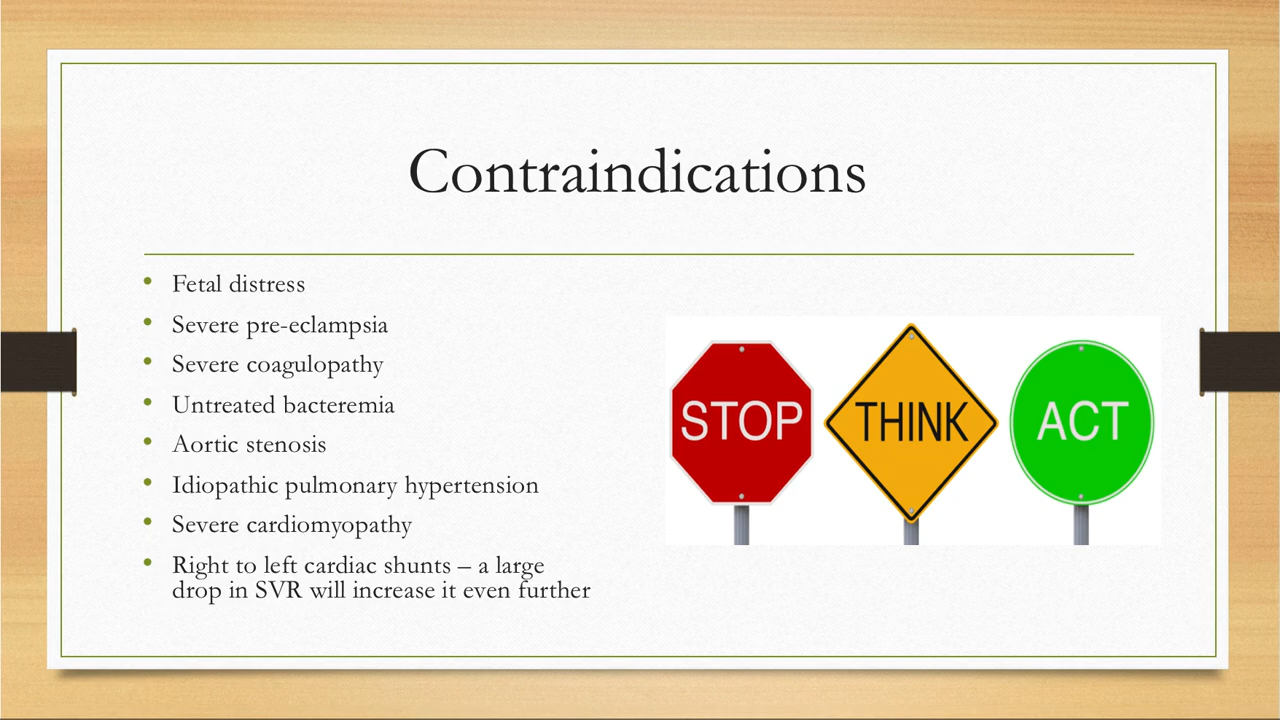 Contraindications
• Fetal distress
• Severe pre-eclampsia
• Severe coagulopathy
• Untreated bacteremia
• Aortic stenosis
• Idiopathic pulmonary hypertension
• Severe cardiomyopathy
• Right to left cardiac shunts – a large
drop in SVR will increase it even further
STOP
THINK
ACT